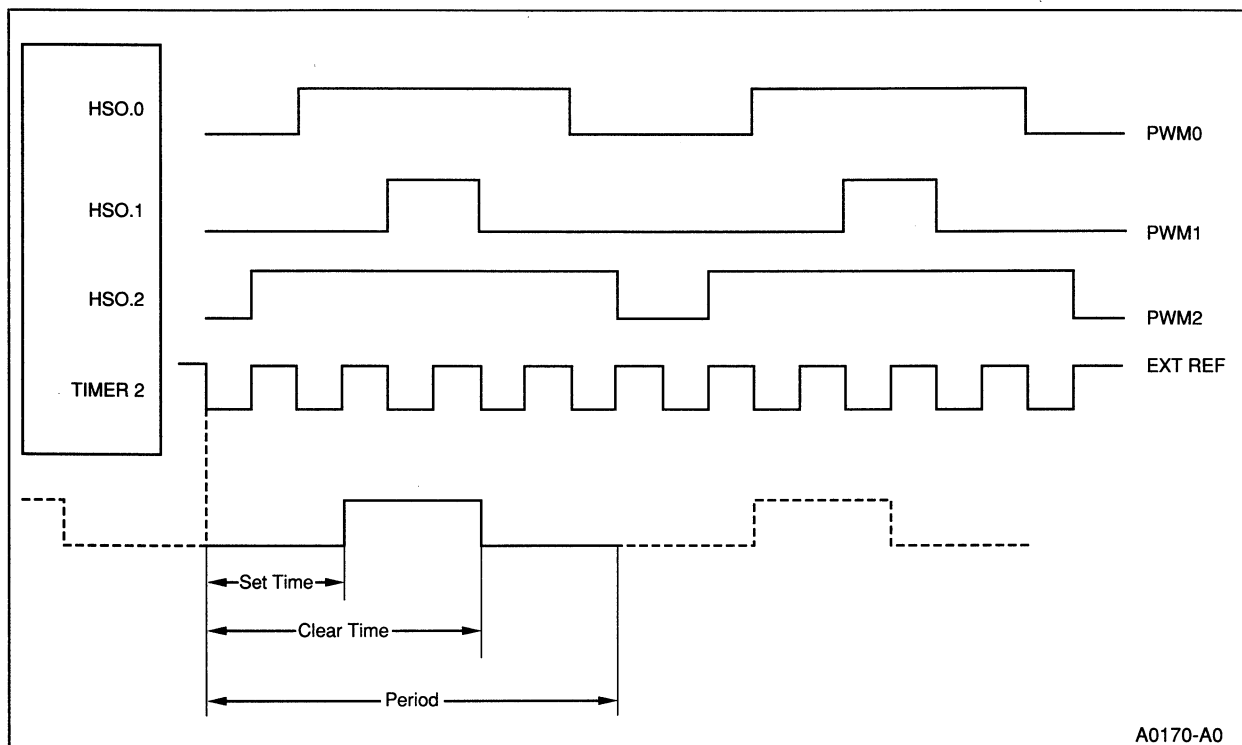 HSO.0
PWM0
HSO.1
PWM1
HSO.2
PWM2
EXT REF
TIMER 2
Set Time
Clear Time
Period
A0170-A0